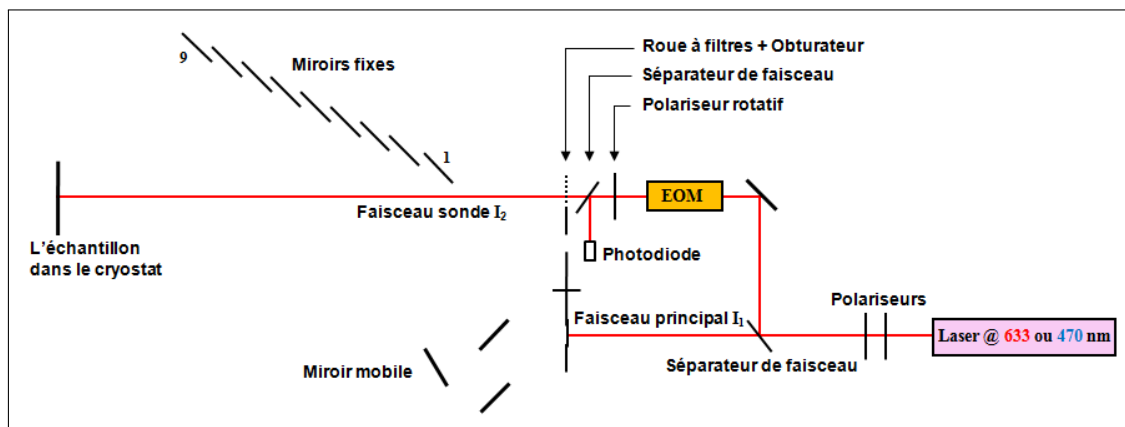 Roue à filtres + Obturateur
9
Miroirs fixes
Séparateur de faisceau
Polariseur rotatif
1
EOM
Faisceau sonde I₂
L'échantillon
dans le cryostat
Photodiode
Polariseurs
Faisceau principal I₁
Laser @ 633 ou 470 nm
Séparateur de faisceau
Miroir mobile